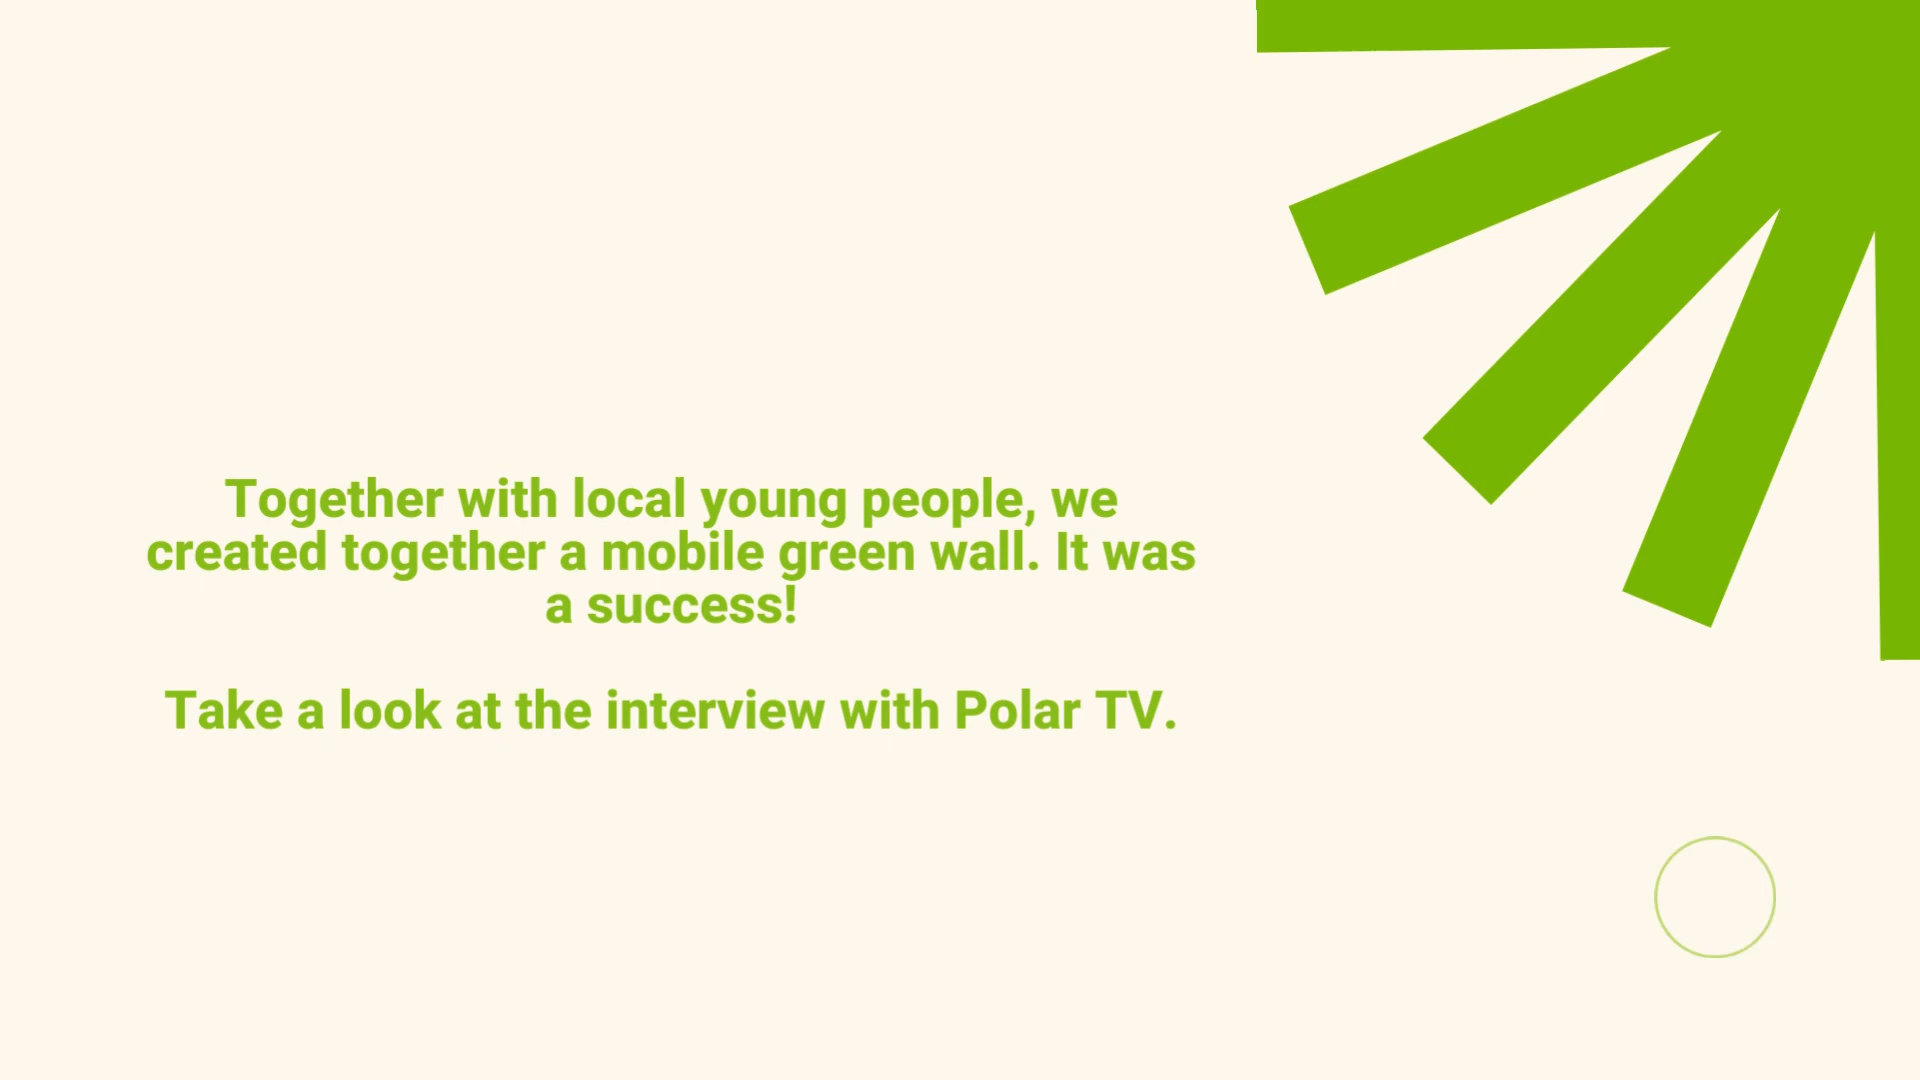 Together with local young people, we
created together a mobile green wall. It was
a success!
Take a look at the interview with Polar TV.